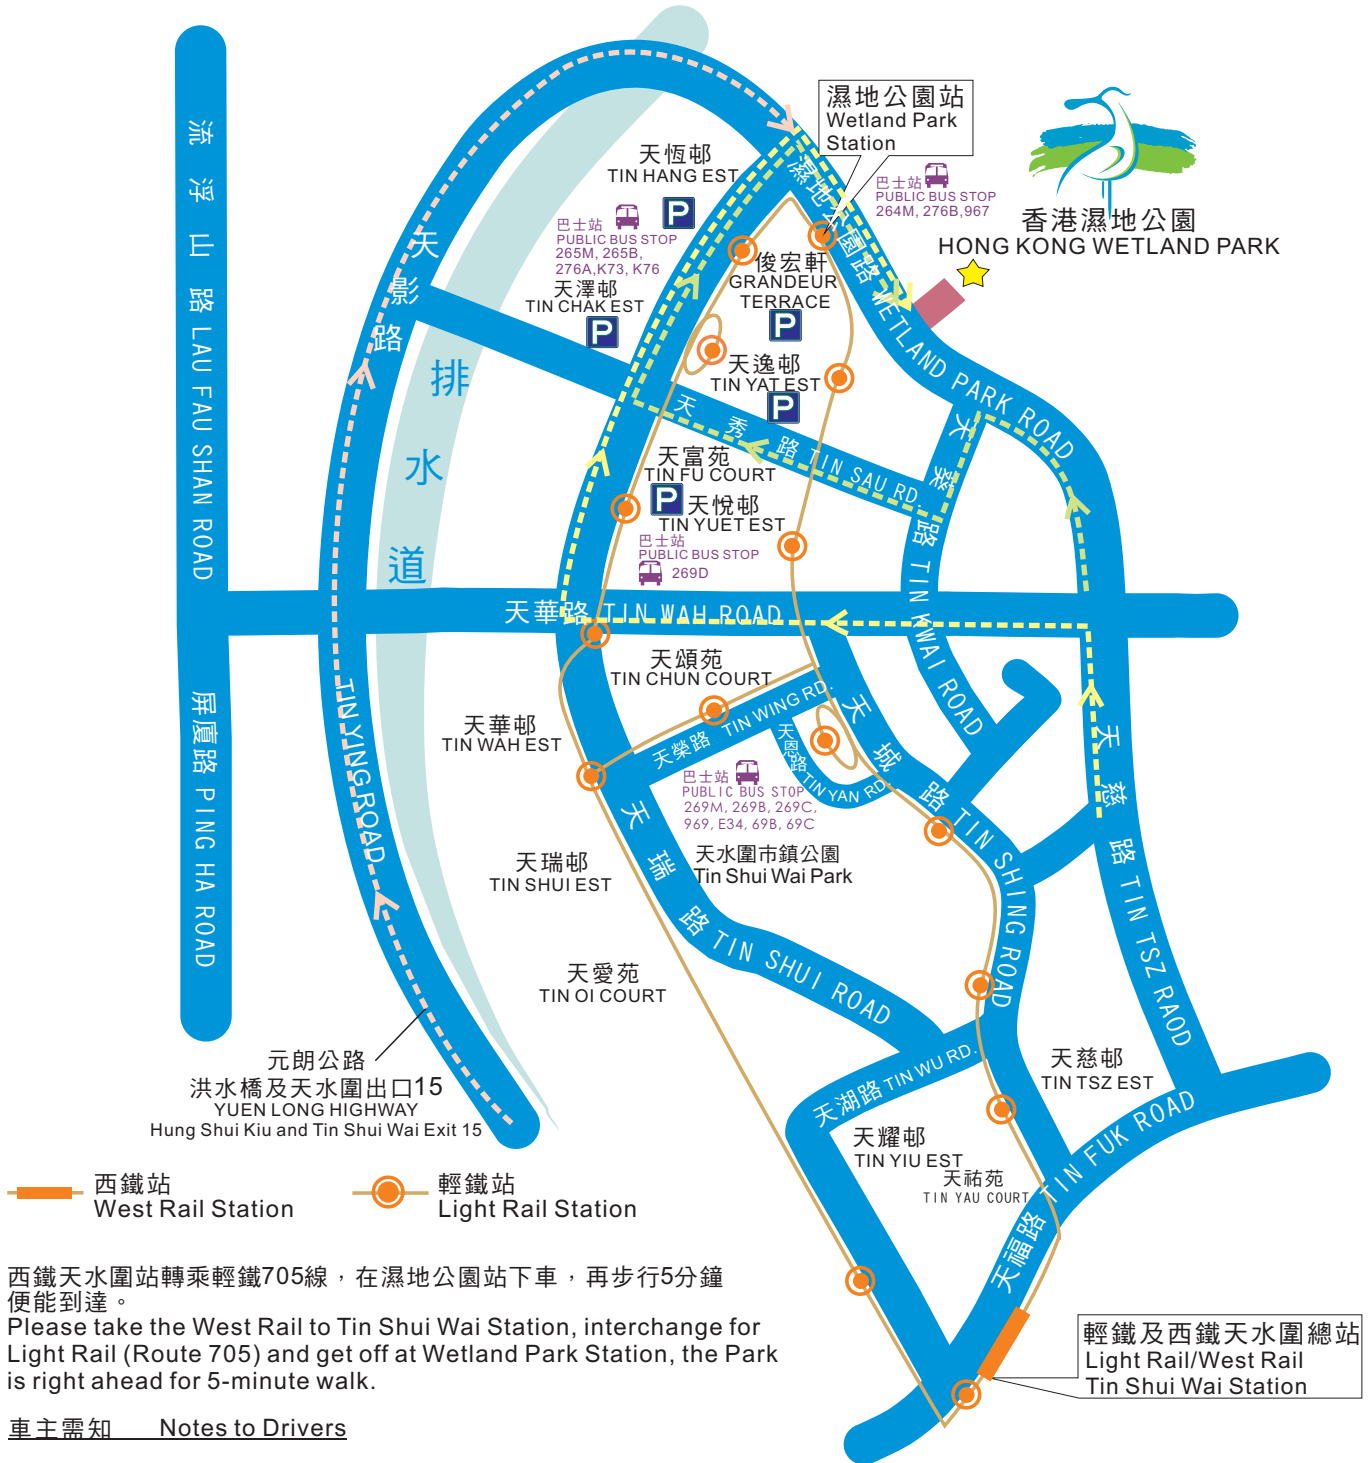 濕地公園站
Wetland Park
Station
天恆邨
TIN HANG EST
巴士站
PUBLIC BUS STOP
264M, 276B,967
香港濕地公園
HONG KONG WETLAND PARK
流浮山路 LAU FAU SHAN ROAD
天影路
濕地公園路 WETLAND PARK ROAD
巴士站
PUBLIC BUS STOP
265M, 265B,
276A,K73, K76
俊宏軒
GRANDEUR
TERRACE
天澤邨
TIN CHAK EST
P
P
P
天逸邨
TIN YAT EST
P
排水道
天秀路 TIN SAU RD.
天葵路 TIN KWAI ROAD
天富苑
TIN FU COURT
P
天悅邨
TIN YUET EST
巴士站
PUBLIC BUS STOP
269D
天華路 TIN WAH ROAD
天頌苑
TIN CHUN COURT
屏廈路 PING HA ROAD
TIN YING ROAD
天華邨
TIN WAH EST
天榮路 TIN WING RD.
天恩路 TIN YAN RD.
天城路 TIN SHING ROAD
天慈路 TIN TSZ RAOD
巴士站
PUBLIC BUS STOP
269M, 269B, 269C,
969, E34, 69B, 69C
天瑞路 TIN SHUI ROAD
天水圍市鎮公園
Tin Shui Wai Park
天瑞邨
TIN SHUI EST
天愛苑
TIN OI COURT
元朗公路
洪水橋及天水圍出口15
YUEN LONG HIGHWAY
Hung Shui Kiu and Tin Shui Wai Exit 15
天湖路 TIN WU RD.
天慈邨
TIN TSZ EST
天耀邨
TIN YIU EST
天祐苑
TIN YAU COURT
天福路 TIN FUK ROAD
西鐵站
West Rail Station
輕鐵站
Light Rail Station
西鐵天水圍站轉乘輕鐵705線，在濕地公園站下車，再步行5分鐘
便能到達。
Please take the West Rail to Tin Shui Wai Station, interchange for
Light Rail (Route 705) and get off at Wetland Park Station, the Park
is right ahead for 5-minute walk.
輕鐵及西鐵天水圍總站
Light Rail/West Rail
Tin Shui Wai Station
車主需知 Notes to Drivers